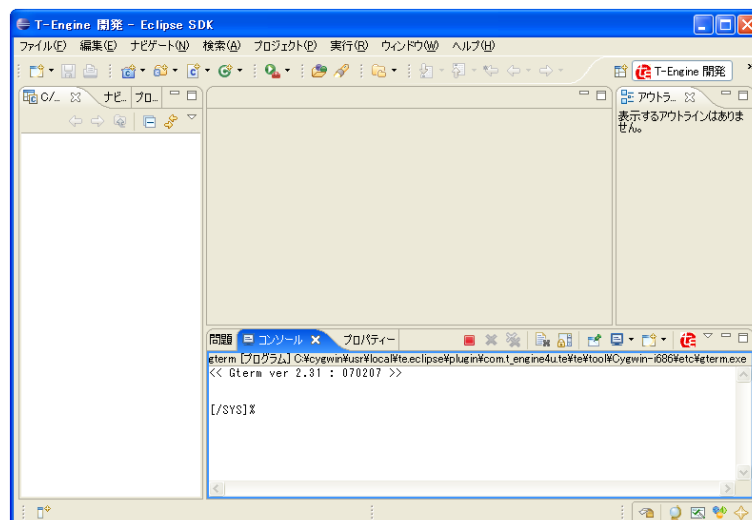 T-Engine 開発 - Eclipse SDK
ファイル(F) 編集(E) ナビゲート(N) 検索(A) プロジェクト(P) 実行(R) ウィンドウ(W) ヘルプ(H)
T-Engine 開発
C/... ナビ... プロ...
アウトラ...
表示するアウトラインはありま
せん。
問題 コンソール プロパティー
gterm [プログラム] C:¥cygwin¥usr¥local¥te.eclipse¥plugin¥com.t_engine4u.te¥te¥tool¥Cygwin-i686¥etc¥gterm.exe
<< Gterm ver 2.31 : 070207 >>
[/SYS]%